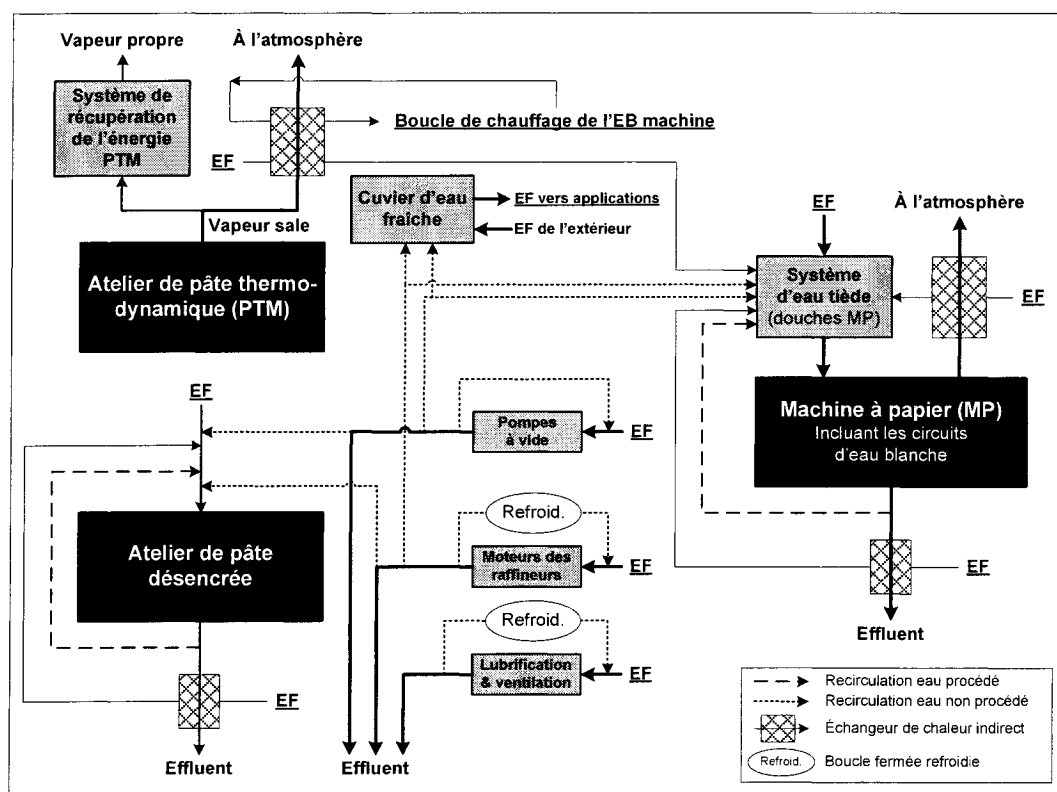 Vapeur propre
À l'atmosphère
Système de
récupération
de l'énergie
PTM
Boucle de chauffage de l'EB machine
EF
Vapeur sale
Atelier de pâte thermo-
dynamique (PTM)
Cuvier d'eau
fraîche
EF vers applications
EF de l'extérieur
EF
À l'atmosphère
Système
d'eau tiède
(douches MP)
EF
Machine à papier (MP)
Incluant les circuits
d'eau blanche
EF
Effluent
EF
Pompes
à vide
EF
Refroid.
Moteurs des
raffineurs
EF
Refroid.
Lubrification
& ventilation
EF
Atelier de pâte
désencrée
EF
Effluent
Effluent
Recirculation eau procédé
Recirculation eau non procédé
Échangeur de chaleur indirect
Refroid.
Boucle fermée refroidie